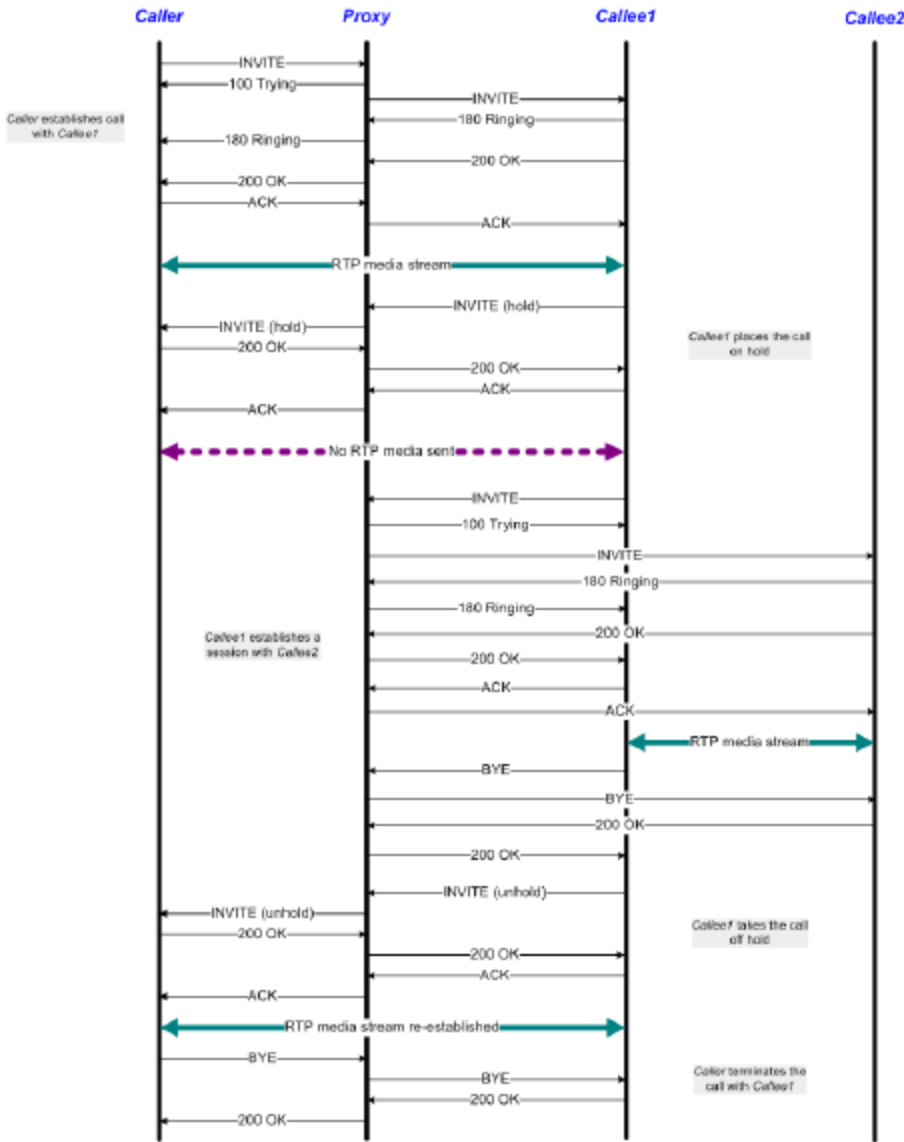 Caller
Proxy
Callee1
Callee2
INVITE
100 Trying
INVITE
Caller establishes call
with Callee1
180 Ringing
180 Ringing
200 OK
200 OK
ACK
ACK
RTP media stream
INVITE (hold)
INVITE (hold)
Callee1 places the call
on hold
200 OK
200 OK
ACK
ACK
No RTP media sent
INVITE
100 Trying
INVITE
180 Ringing
180 Ringing
Callee1 establishes a
session with Callee2
200 OK
200 OK
ACK
ACK
RTP media stream
BYE
BYE
200 OK
200 OK
INVITE (unhold)
INVITE (unhold)
Callee1 takes the call
off hold
200 OK
200 OK
ACK
ACK
RTP media stream re-established
BYE
Caller terminates the
call with Callee1
BYE
200 OK
200 OK